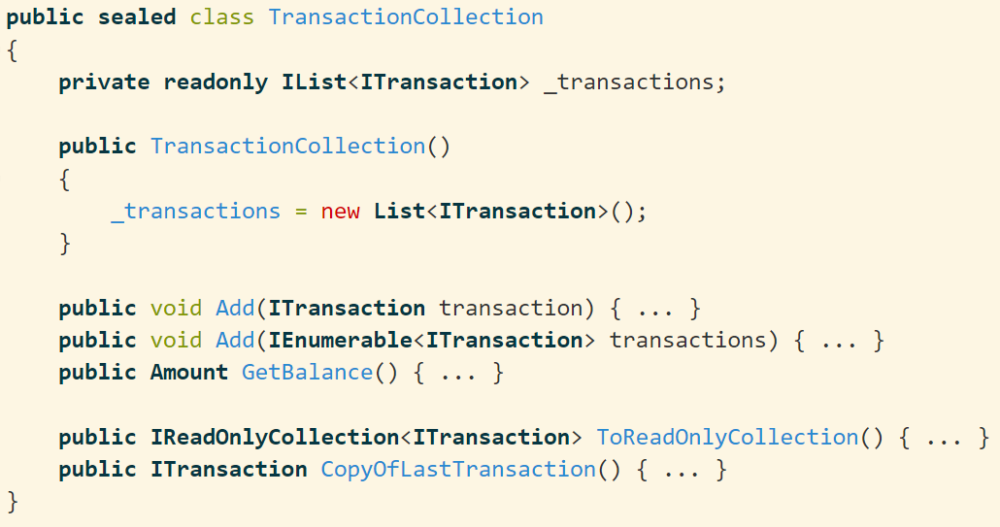 public sealed class TransactionCollection
{
    private readonly IList<ITransaction> _transactions;

    public TransactionCollection()
    {
        _transactions = new List<ITransaction>();
    }

    public void Add(ITransaction transaction) { ... }
    public void Add(IEnumerable<ITransaction> transactions) { ... }
    public Amount GetBalance() { ... }

    public IReadOnlyCollection<ITransaction> ToReadOnlyCollection() { ... }
    public ITransaction CopyOfLastTransaction() { ... }
}